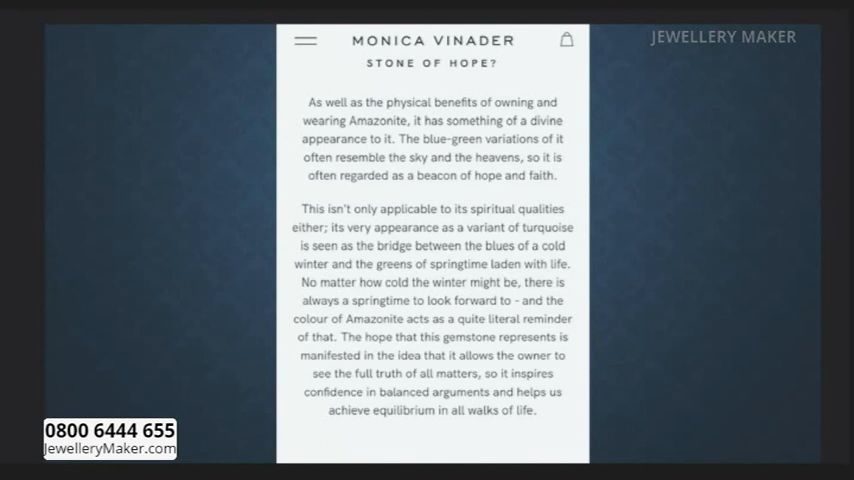 JEWELLERY MAKER
MONICA VINADER
STONE OF HOPE?
As well as the physical benefits of owning and
wearing Amazonite, it has something of a divine
appearance to it. The blue-green variations of it
often resemble the sky and the heavens, so it is
often regarded as a beacon of hope and faith.
This isn't only applicable to its spiritual qualities
either; its very appearance as a variant of turquoise
is seen as the bridge between the blues of a cold
winter and the greens of springtime laden with life.
No matter how cold the winter might be, there is
always a springtime to look forward to - and the
colour of Amazonite acts as a quite literal reminder
of that. The hope that this gemstone represents is
manifested in the idea that it allows the owner to
see the full truth of all matters, so it inspires
confidence in balanced arguments and helps us
achieve equilibrium in all walks of life.
0800 6444 655
JewelleryMaker.com